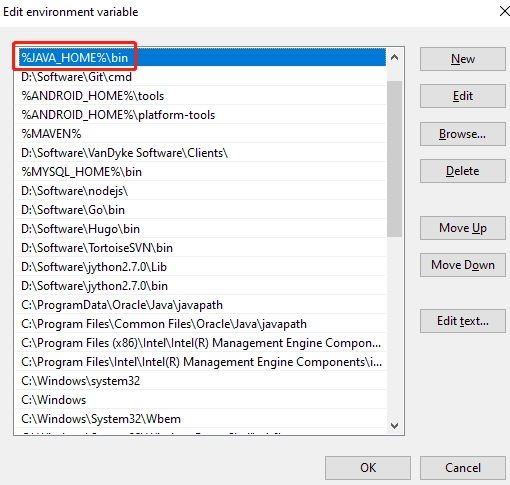 Edit environment variable
%JAVA_HOME%\bin
D:\Software\Git\cmd
%ANDROID_HOME%\tools
%ANDROID_HOME%\platform-tools
%MAVEN%
D:\Software\VanDyke Software\Clients\
%MYSQL_HOME%\bin
D:\Software\nodejs\
D:\Software\Go\bin
D:\Software\Hugo\bin
D:\Software\TortoiseSVN\bin
D:\Software\jython2.7.0\Lib
D:\Software\jython2.7.0\bin
C:\ProgramData\Oracle\Java\javapath
C:\Program Files\Common Files\Oracle\Java\javapath
C:\Program Files (x86)\Intel\Intel(R) Management Engine Compon...
C:\Program Files\Intel\Intel(R) Management Engine Components\i...
C:\Windows\system32
C:\Windows
C:\Windows\System32\Wbem
New
Edit
Browse...
Delete
Move Up
Move Down
Edit text...
OK
Cancel